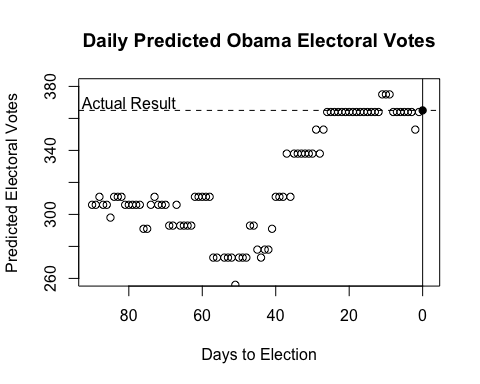 Daily Predicted Obama Electoral Votes
Predicted Electoral Votes
380
340
300
260
Actual Result
80 60 40 20 0
Days to Election